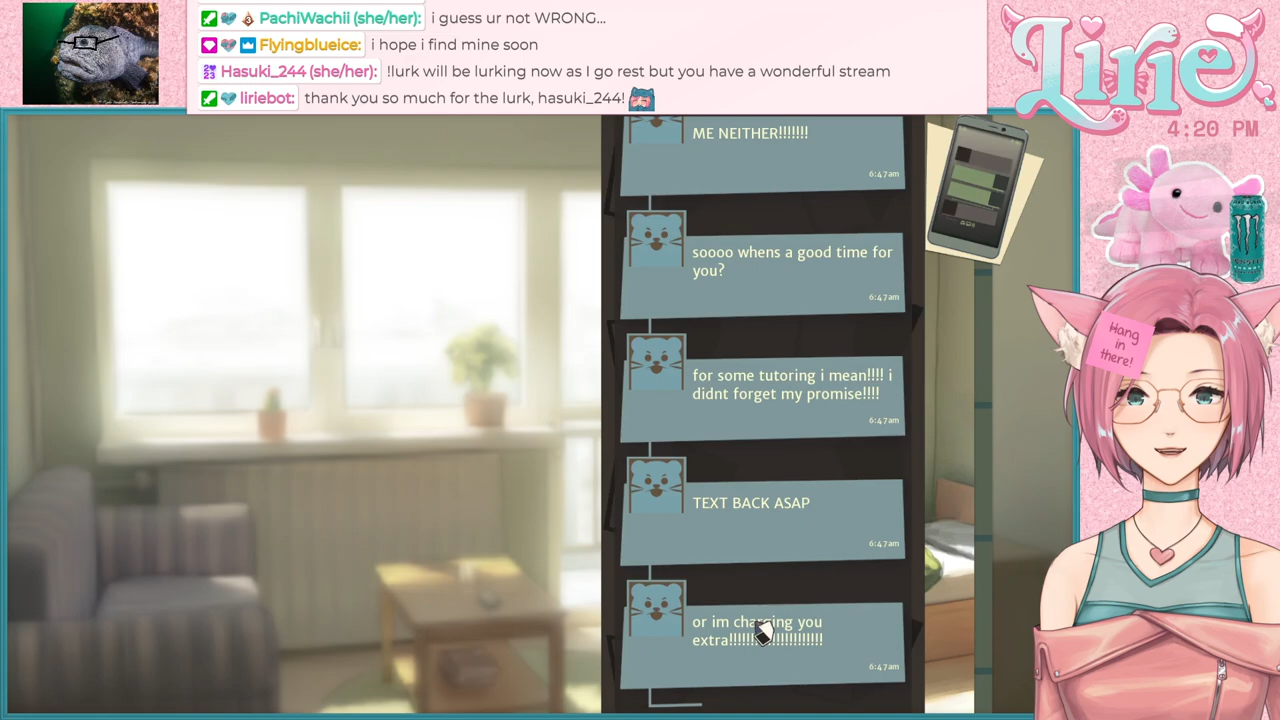 PachiWachii (she/her): i guess ur not WRONG...
Flyingblueice: i hope i find mine soon
Hasuki_244 (she/her): !lurk will be lurking now as I go rest but you have a wonderful stream
liriebot: thank you so much for the lurk, hasuki_244!
Lirie
4:20 PM
ME NEITHER!!!!!!!
6:47am
soooo whens a good time for
you?
6:47am
for some tutoring i mean!!!! i
didnt forget my promise!!!!
6:47am
TEXT BACK ASAP
6:47am
or im charging you
6:47am
Hang
in
there!